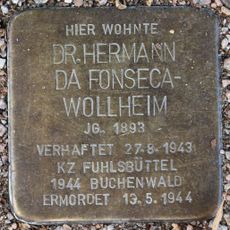 HIER WOHNTE
DR. HERMANN
DA FONSECA-
WOLLHEIM
JG. 1893
VERHAFTET 27.8.1943
KZ FUHLSBÜTTEL
1944 BUCHENWALD
ERMORDET 13.5.1944